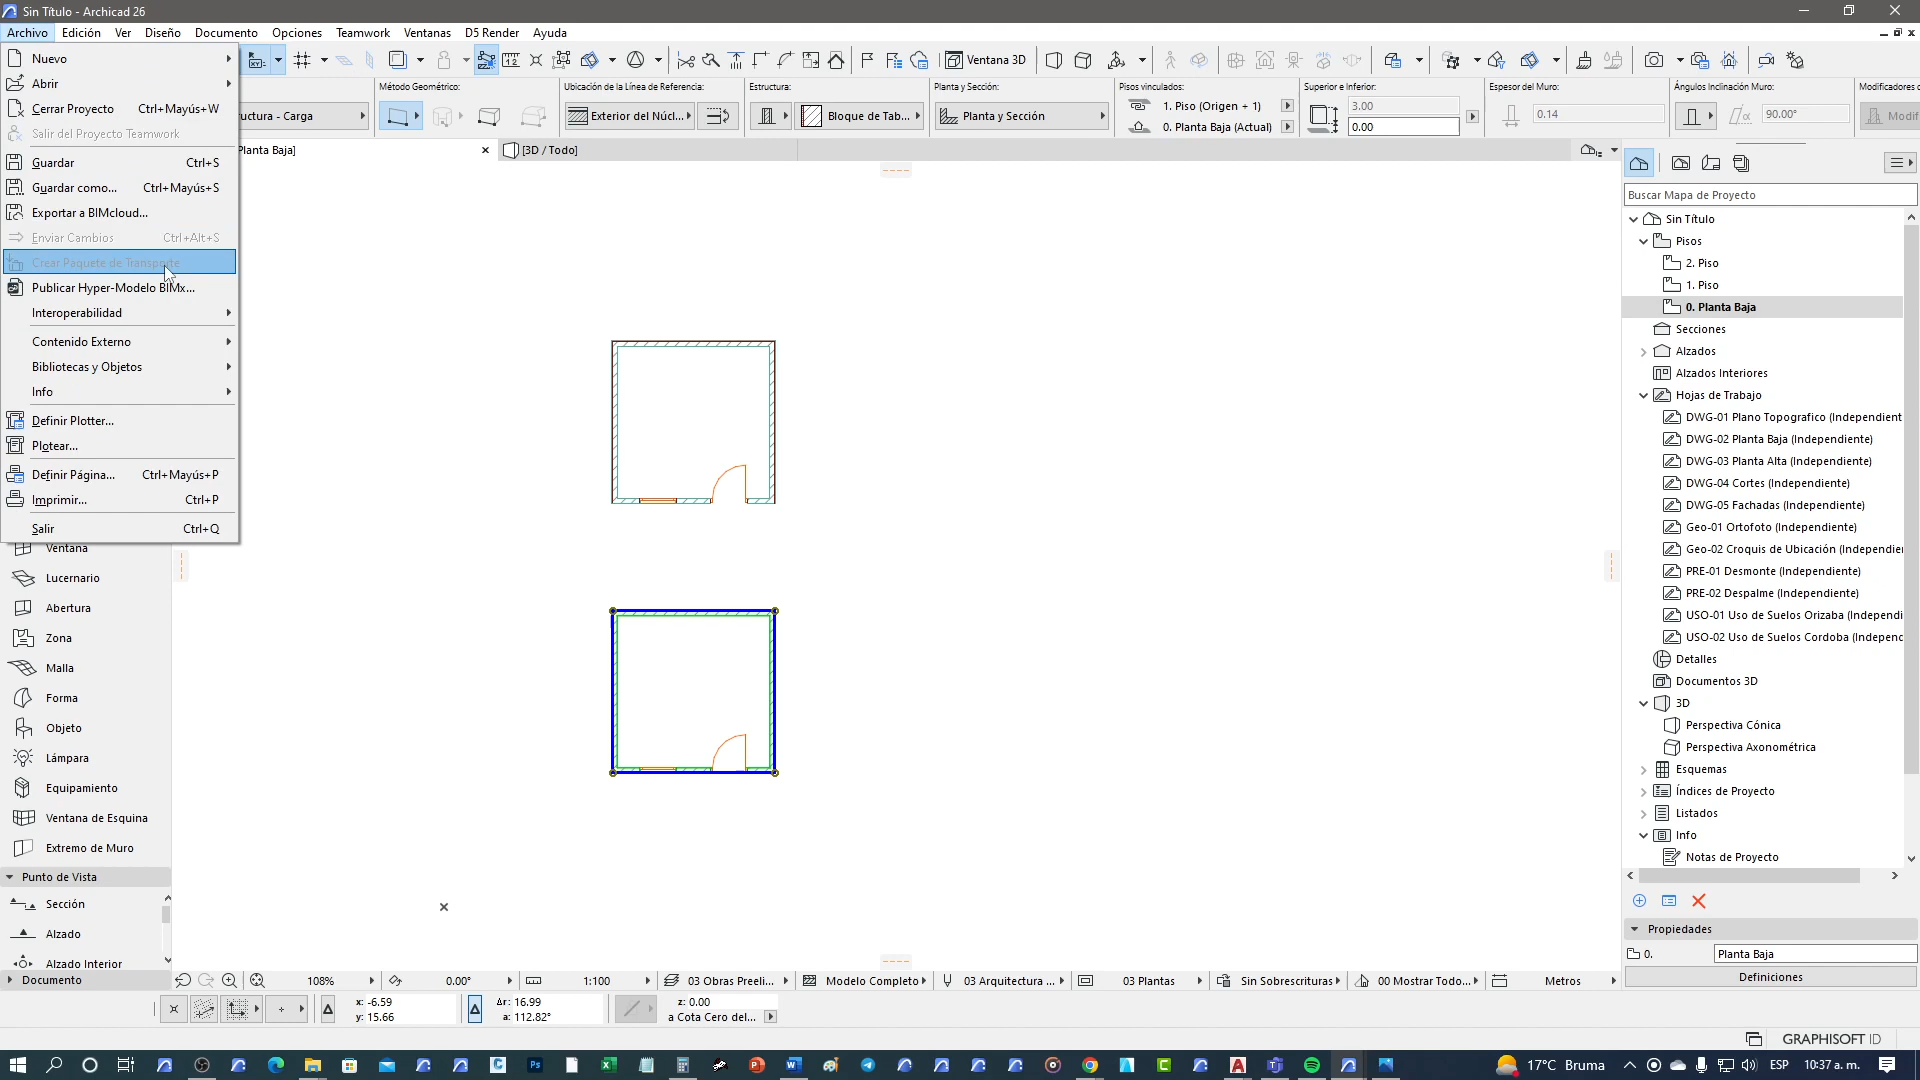 Sin Título - Archicad 26
Archivo Edición Ver Diseño Documento Opciones Teamwork Ventanas D5 Render Ayuda
Nuevo
Abrir
Cerrar Proyecto Ctrl+Mayús+W
Salir del Proyecto Teamwork
Guardar Ctrl+S
Guardar como... Ctrl+Mayús+S
Exportar a BIMcloud...
Enviar Cambios Ctrl+Alt+S
Crear Paquete de Transporte
Publicar Hyper-Modelo BIMx...
Interoperabilidad
Contenido Externo
Bibliotecas y Objetos
Info
Definir Plotter...
Plotear...
Definir Página... Ctrl+Mayús+P
Imprimir... Ctrl+P
Salir Ctrl+Q
Ventana 3D
Método Geométrico:
Ubicación de la Línea de Referencia:
Exterior del Núcl...
Estructura:
Bloque de Tab...
Planta y Sección:
Planta y Sección
Pisos vinculados:
1. Piso (Origen + 1)
0. Planta Baja (Actual)
Superior e Inferior:
3.00
0.00
Espesor del Muro:
0.14
Ángulos Inclinación Muro:
90.00°
Modificadores
Modif
uctura - Carga
Planta Baja]
[3D / Todo]
Ventana
Lucernario
Abertura
Zona
Malla
Forma
Objeto
Lámpara
Equipamiento
Ventana de Esquina
Extremo de Muro
Punto de Vista
Sección
Alzado
Alzado Interior
Documento
Buscar Mapa de Proyecto
Sin Título
Pisos
2. Piso
1. Piso
0. Planta Baja
Secciones
Alzados
Alzados Interiores
Hojas de Trabajo
DWG-01 Plano Topografico (Independient
DWG-02 Planta Baja (Independiente)
DWG-03 Planta Alta (Independiente)
DWG-04 Cortes (Independiente)
DWG-05 Fachadas (Independiente)
Geo-01 Ortofoto (Independiente)
Geo-02 Croquis de Ubicación (Independie
PRE-01 Desmonte (Independiente)
PRE-02 Despalme (Independiente)
USO-01 Uso de Suelos Orizaba (Independi
USO-02 Uso de Suelos Cordoba (Independ
Detalles
Documentos 3D
3D
Perspectiva Cónica
Perspectiva Axonométrica
Esquemas
Índices de Proyecto
Listados
Info
Notas de Proyecto
Propiedades
0. Planta Baja
Definiciones
108% 0.00° 1:100 03 Obras Preeli... Modelo Completo 03 Arquitectura ... 03 Plantas Sin Sobrescrituras 00 Mostrar Todo... Metros
x: -6.59
y: 15.66
Δr: 16.99
a: 112.82°
z: 0.00
a Cota Cero del...
GRAPHISOFT ID
17°C Bruma ESP 10:37 a. m.